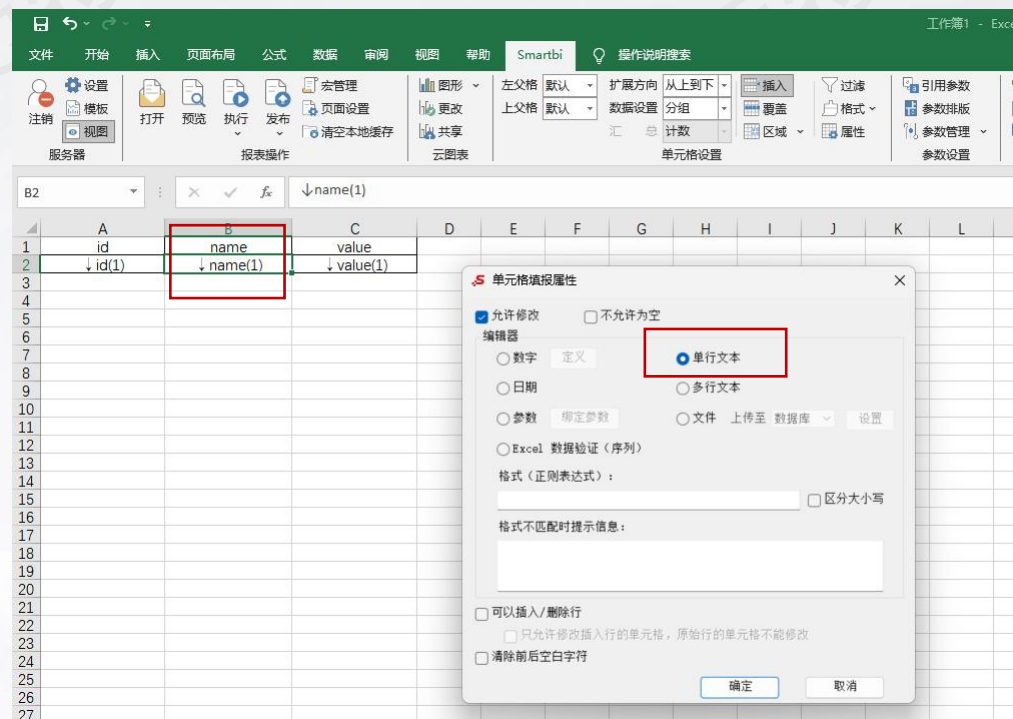 工作簿1 - Exce
文件 开始 插入 页面布局 公式 数据 审阅 视图 帮助 Smartbi 操作说明搜索
设置 宏管理 图形 左父格 默认 扩展方向 从上到下 插入 过滤 引用参数
注销 模板 打开 预览 执行 发布 页面设置 更改 上父格 默认 数据设置 分组 覆盖 格式 参数排版
视图 清空本地缓存 共享 汇 总 计数 区域 属性 参数管理
服务器 报表操作 云图表 单元格设置 参数设置
B2 fx ↓name(1)
A B C D E F G H I J K L
1 id name value
2 ↓id(1) ↓name(1) ↓value(1)
3
4
5
6
7
8
9
10
11
12
13
14
15
16
17
18
19
20
21
22
23
24
25
26
27
单元格填报属性
允许修改 不允许为空
编辑器
数字 定义 单行文本
日期 多行文本
参数 绑定参数 文件 上传至 数据库 设置
Excel 数据验证（序列）
格式（正则表达式）：
区分大小写
格式不匹配时提示信息：
可以插入/删除行
只允许修改插入行的单元格，原始行的单元格不能修改
清除前后空白字符
确定 取消